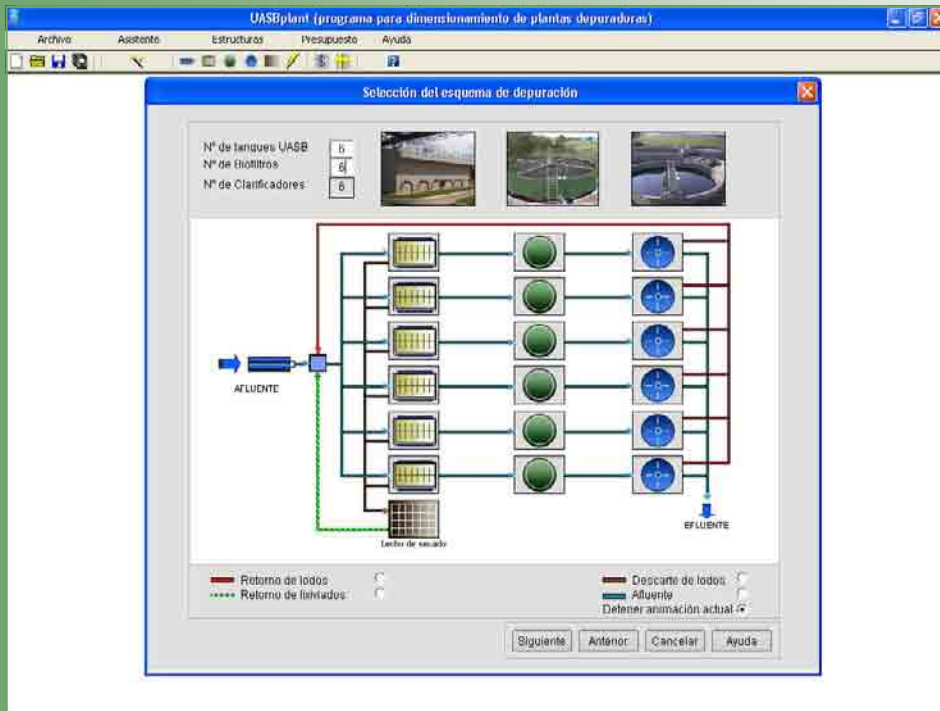 UASBplant (programa para dimensionamiento de plantas depuradoras)
Archivo Asistente Estructuras Presupuesto Ayuda
Selección del esquema de depuración
Nº de tanques UASB 6
Nº de Biofiltros 6
Nº de Clarificadores 6
AFLUENTE
EFLUENTE
Lecho de secado
Retorno de lodos
Retorno de lixiviados
Descarte de lodos
Afluente
Detener animación actual
Siguiente Anterior Cancelar Ayuda